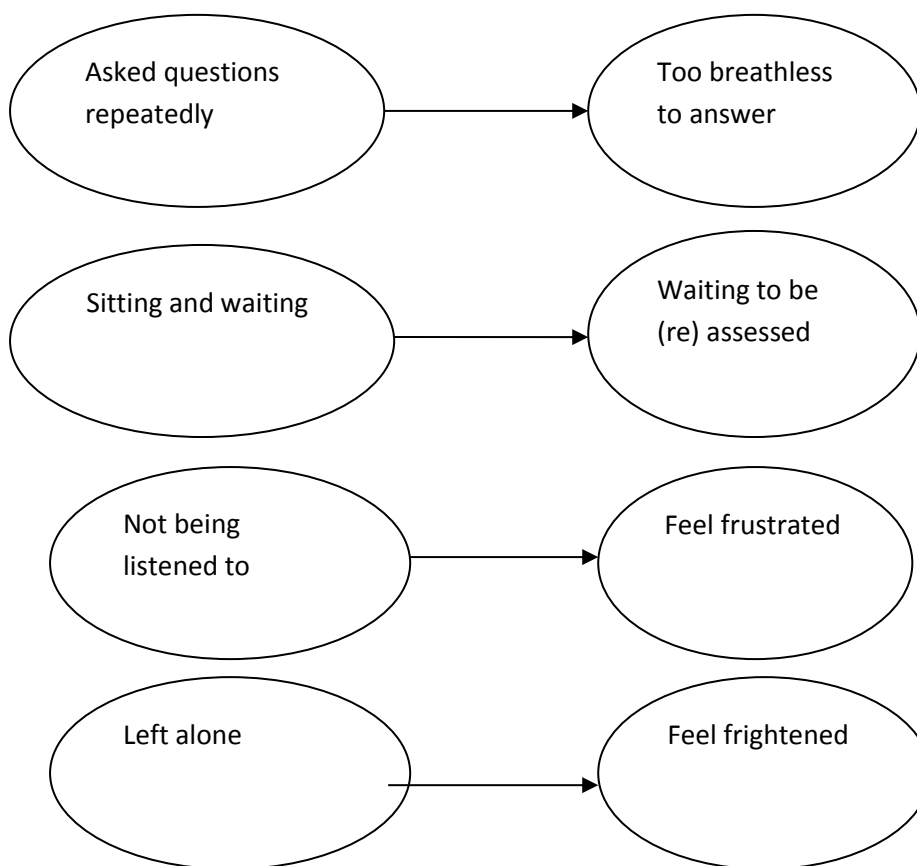 Asked questions
repeatedly
Too breathless
to answer
Sitting and waiting
Waiting to be
(re) assessed
Not being
listened to
Feel frustrated
Left alone
Feel frightened